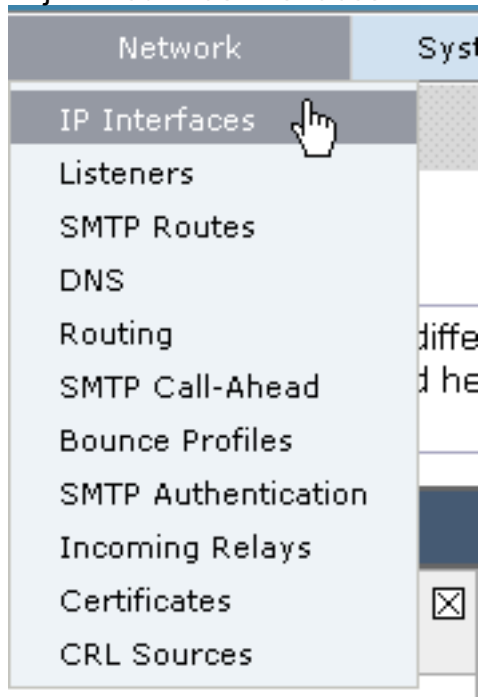 Network Syst
IP Interfaces
Listeners
SMTP Routes
DNS
Routing
SMTP Call-Ahead
Bounce Profiles
SMTP Authentication
Incoming Relays
Certificates
CRL Sources
diffe
d he